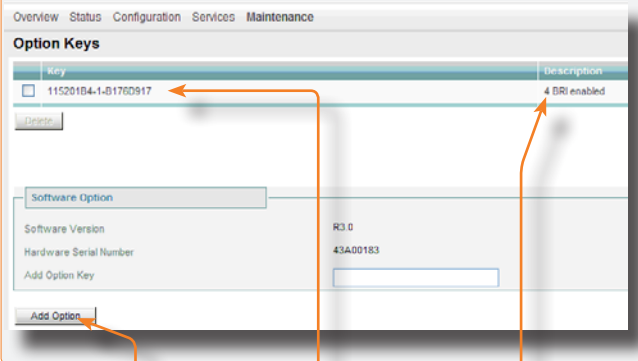 Overview Status Configuration Services Maintenance
Option Keys
Key Description
115201B4-1-B176D917 4 BRI enabled
Delete
Software Option
Software Version R3.0
Hardware Serial Number 43A00183
Add Option Key
Add Option